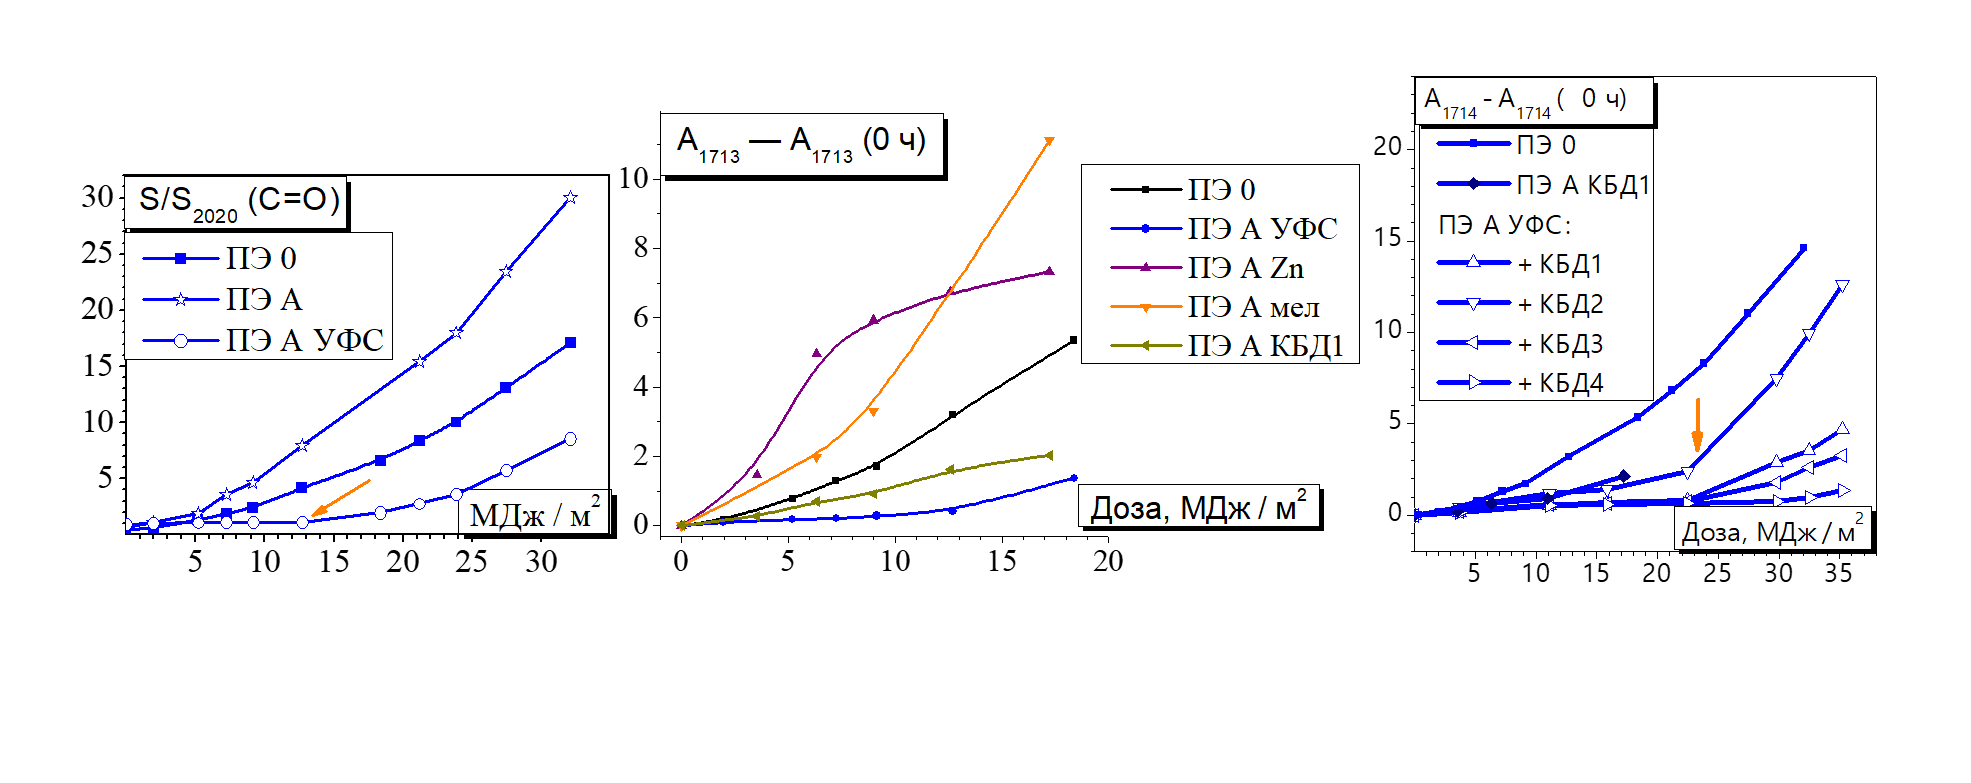 S/S2020 (C=O)
ПЭ 0
ПЭ А
ПЭ А УФС
30
25
20
15
10
5
МДж / м2
5 10 15 20 25 30
A1713 — A1713 (0 ч)
10
8
6
4
2
0
ПЭ 0
ПЭ А УФС
ПЭ А Zn
ПЭ А мел
ПЭ А КБД1
Доза, МДж / м2
0 5 10 15 20
A1714 - A1714 ( 0 ч)
ПЭ 0
ПЭ А КБД1
ПЭ А УФС:
+ КБД1
+ КБД2
+ КБД3
+ КБД4
20
15
10
5
0
Доза, МДж / м2
5 10 15 20 25 30 35